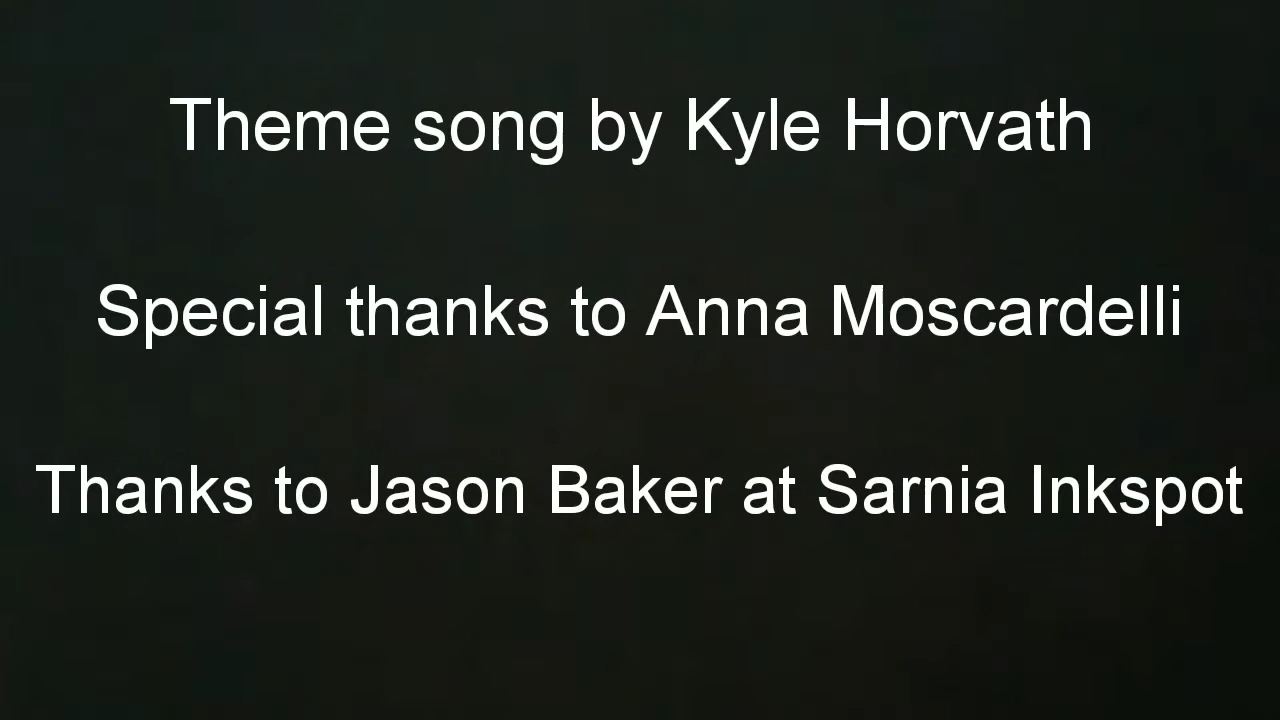 Theme song by Kyle Horvath
Special thanks to Anna Moscardelli
Thanks to Jason Baker at Sarnia Inkspot